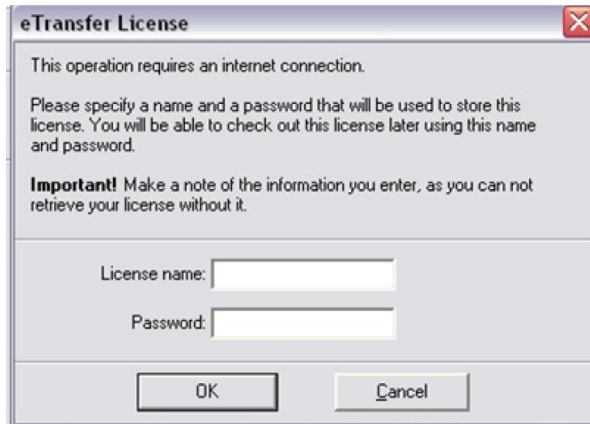 eTransfer License
This operation requires an internet connection.
Please specify a name and a password that will be used to store this
license. You will be able to check out this license later using this name
and password.
Important! Make a note of the information you enter, as you can not
retrieve your license without it.
License name:
Password:
OK
Cancel